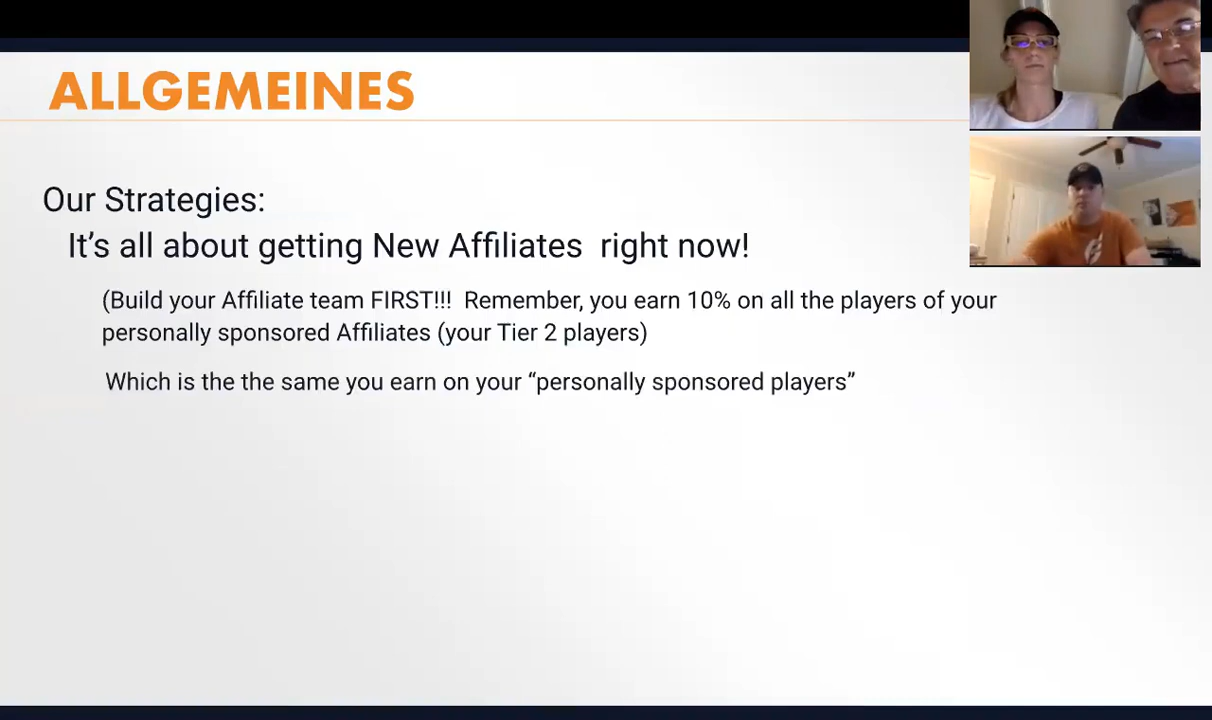 ALLGEMEINES
Our Strategies:
It’s all about getting New Affiliates  right now!
(Build your Affiliate team FIRST!!!  Remember, you earn 10% on all the players of your
personally sponsored Affiliates (your Tier 2 players)
Which is the the same you earn on your “personally sponsored players”